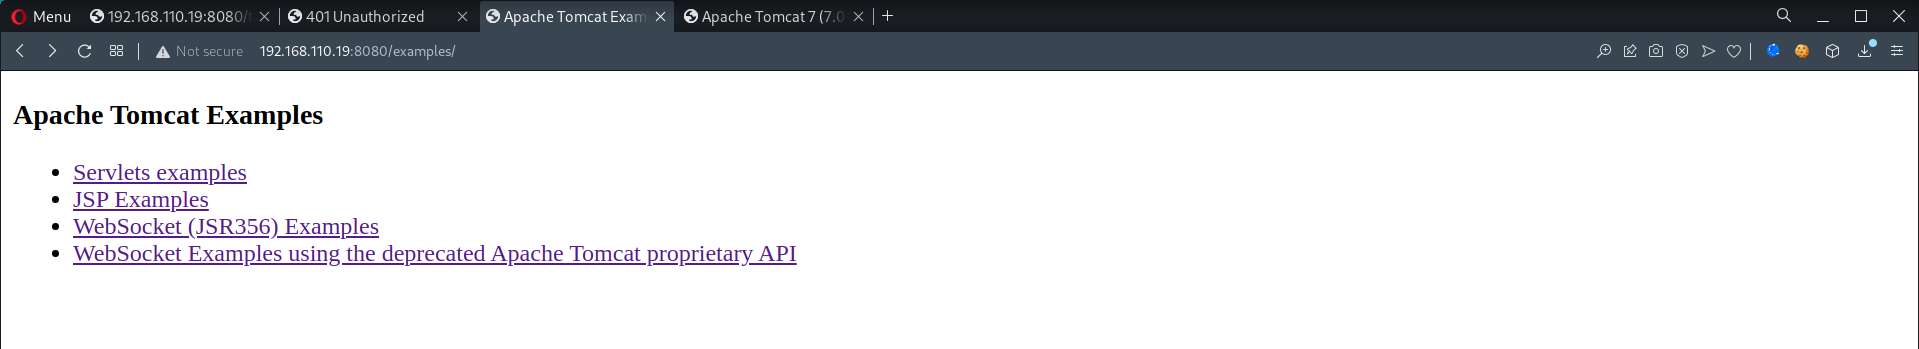 Menu 192.168.110.19:8080/ 401 Unauthorized Apache Tomcat Exam Apache Tomcat 7 (7.0
Not secure 192.168.110.19:8080/examples/
Apache Tomcat Examples
Servlets examples
JSP Examples
WebSocket (JSR356) Examples
WebSocket Examples using the deprecated Apache Tomcat proprietary API